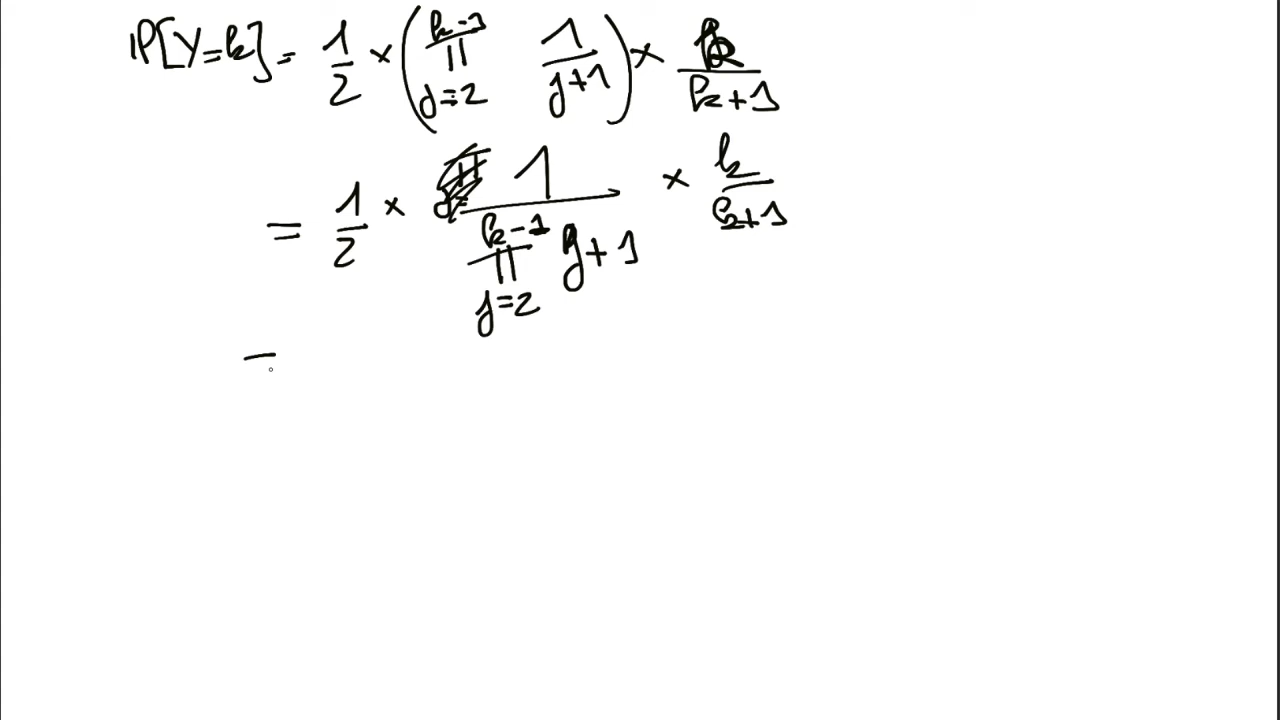 ℙ[Y=k] = 1/2 × (∏_{j=2}^{k-1} 1/(j+1)) × k/(k+1)
= 1/2 × 1/(∏_{j=2}^{k-1} j+1) × k/(k+1)